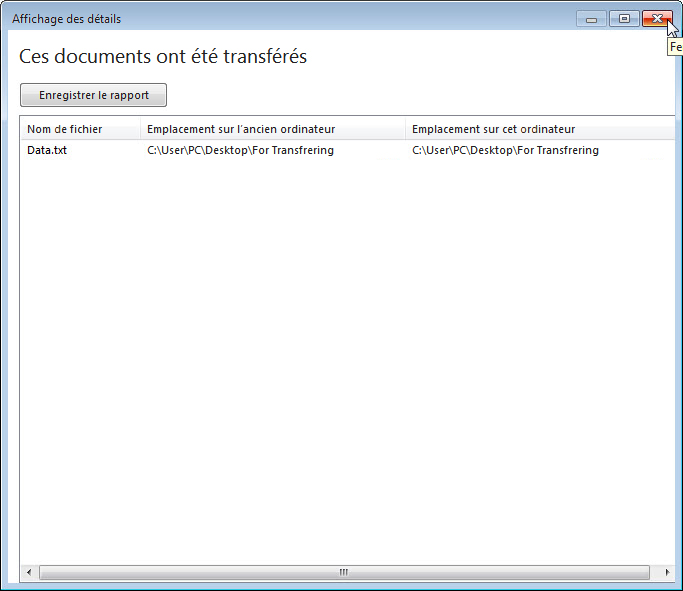 Affichage des détails
Fe
Ces documents ont été transférés
Enregistrer le rapport
Nom de fichier Emplacement sur l'ancien ordinateur Emplacement sur cet ordinateur
Data.txt C:\User\PC\Desktop\For Transfrering C:\User\PC\Desktop\For Transfrering